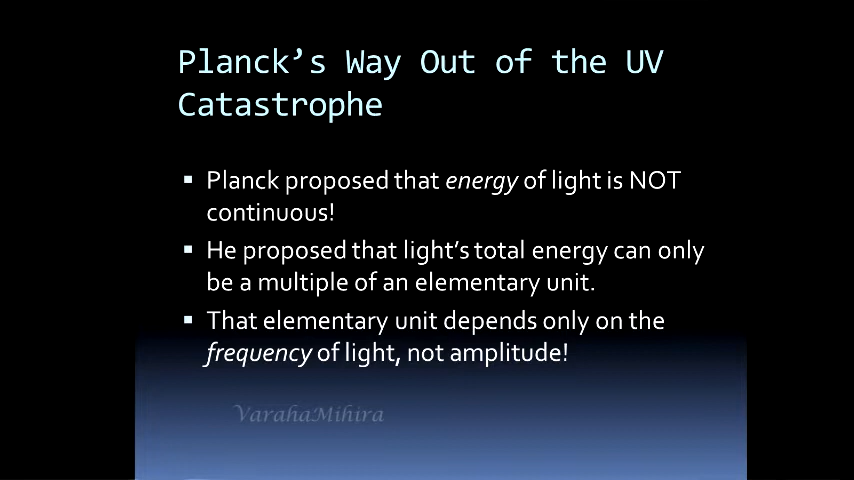 Planck’s Way Out of the UV
Catastrophe
▪ Planck proposed that energy of light is NOT
continuous!
▪ He proposed that light’s total energy can only
be a multiple of an elementary unit.
▪ That elementary unit depends only on the
frequency of light, not amplitude!
VarahaMihira